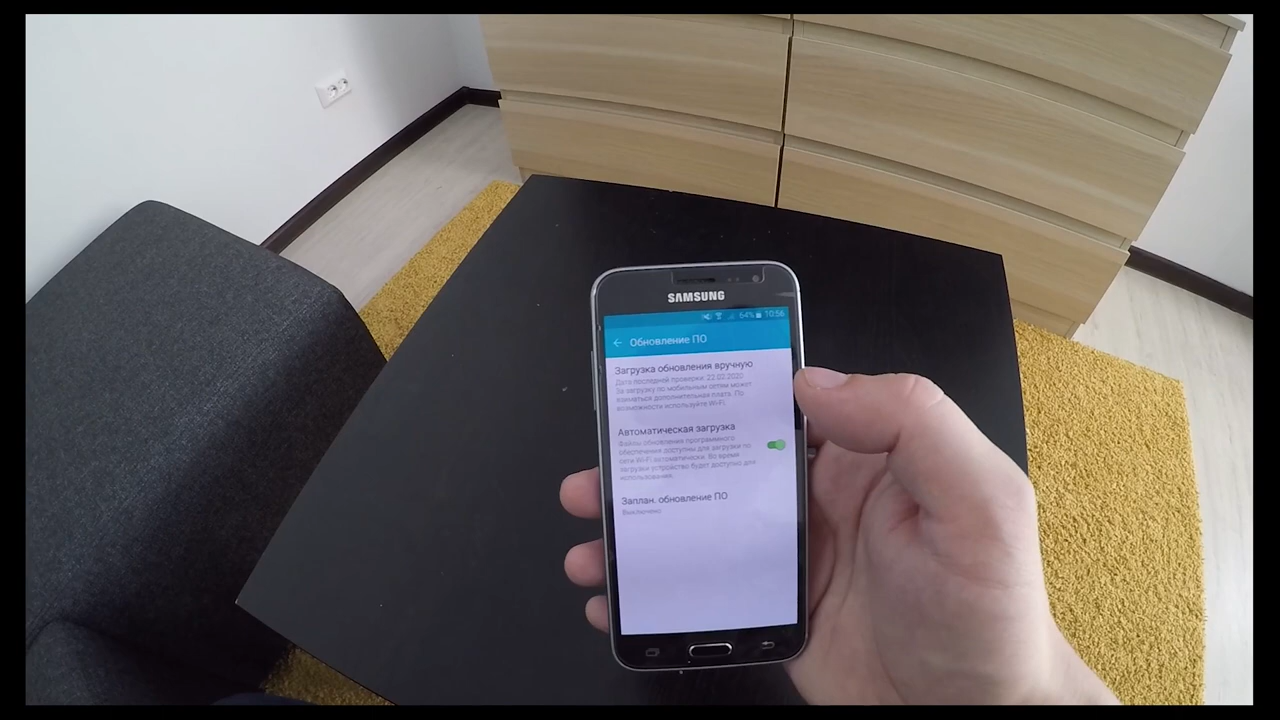 SAMSUNG
64% 10:56
Обновление ПО
Загрузка обновления вручную
Дата последней проверки: 22.02.2020
За загрузку по мобильным сетям может
взиматься дополнительная плата. По
возможности используйте Wi-Fi.
Автоматическая загрузка
Файлы обновления программного
обеспечения доступны для загрузки по
сети Wi-Fi автоматически. Во время
загрузки устройство будет доступно для
использования.
Заплан. обновление ПО
Выключено